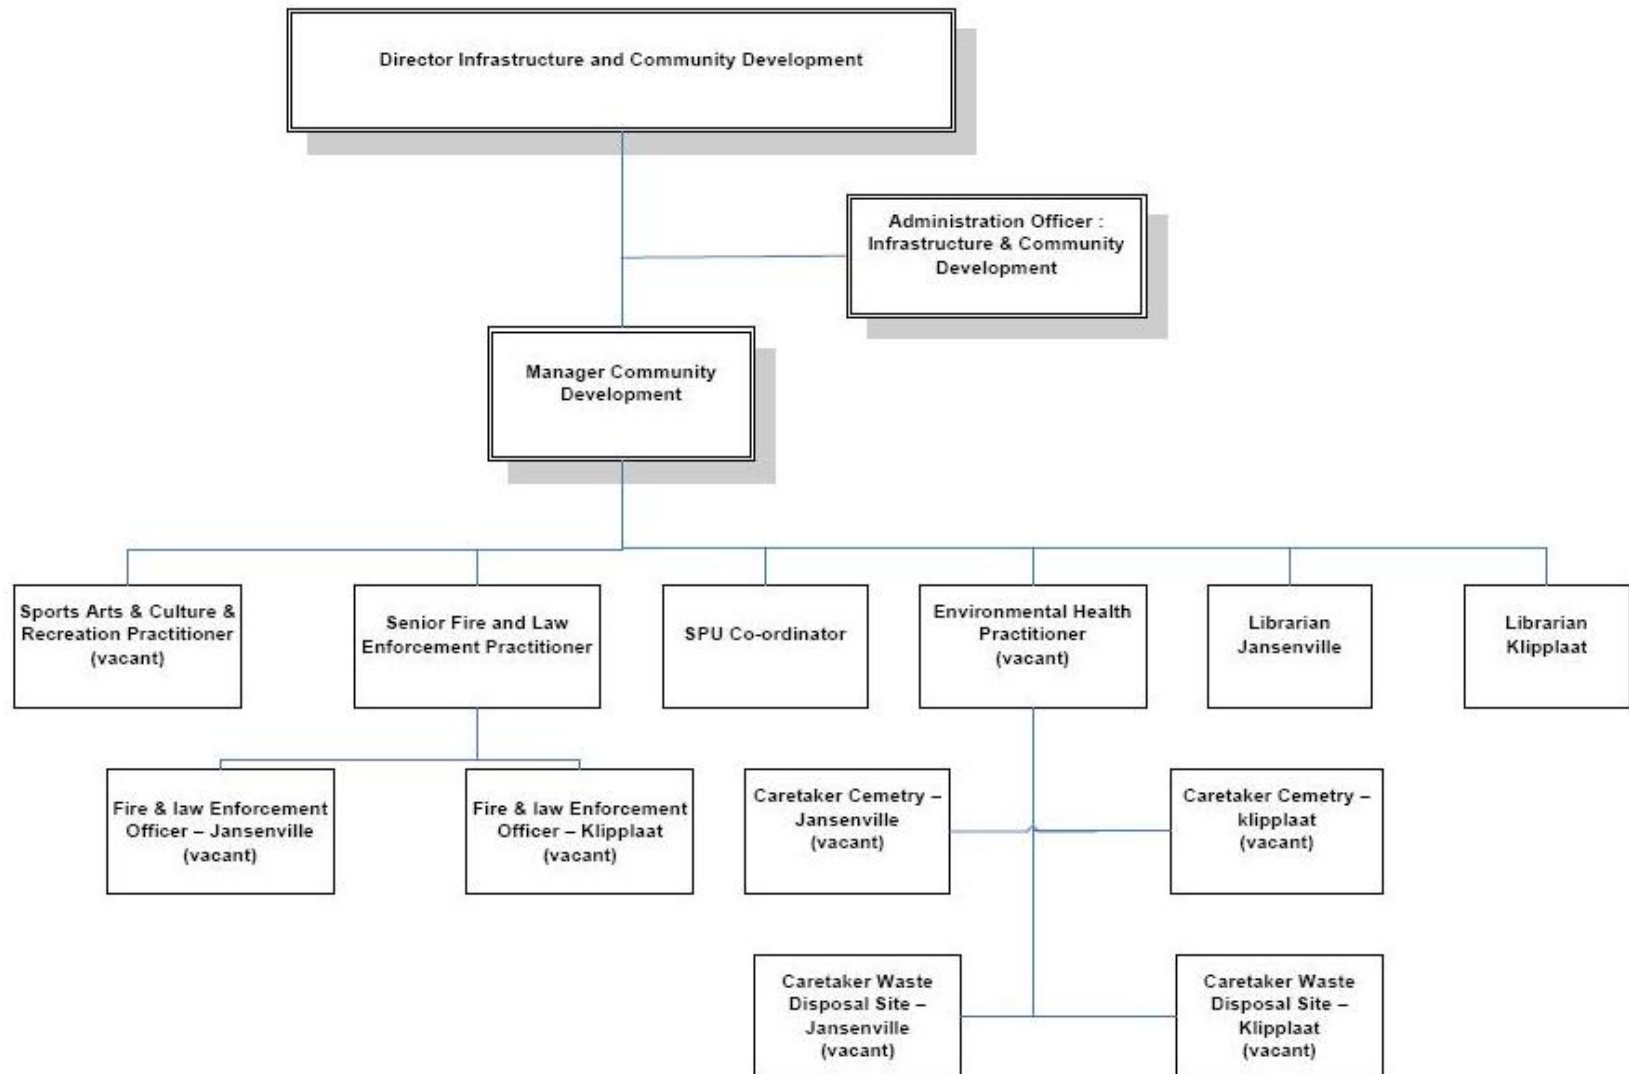 Director Infrastructure and Community Development
Administration Officer :
Infrastructure & Community
Development
Manager Community
Development
Sports Arts & Culture &
Recreation Practitioner
(vacant)
Senior Fire and Law
Enforcement Practitioner
SPU Co-ordinator
Environmental Health
Practitioner
(vacant)
Librarian
Jansenville
Librarian
Klipplaat
Fire & law Enforcement
Officer – Jansenville
(vacant)
Fire & law Enforcement
Officer – Klipplaat
(vacant)
Caretaker Cemetry –
Jansenville
(vacant)
Caretaker Cemetry –
klipplaat
(vacant)
Caretaker Waste
Disposal Site –
Jansenville
(vacant)
Caretaker Waste
Disposal Site –
Klipplaat
(vacant)